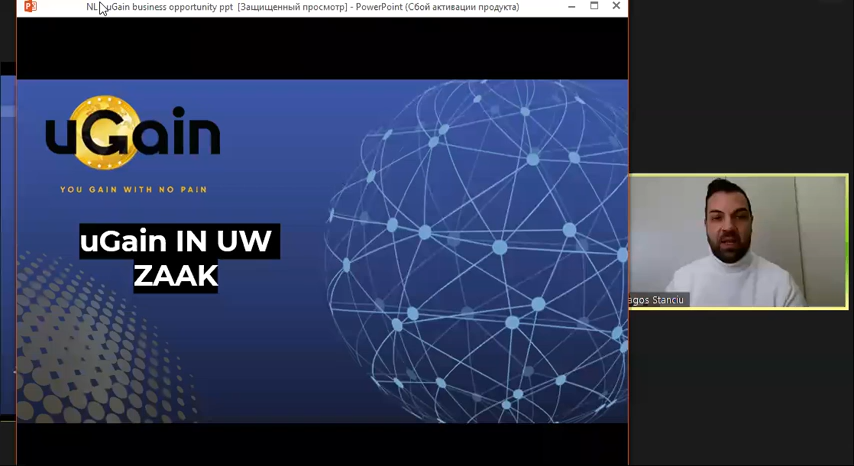 NL uGain business opportunity ppt [Защищенный просмотр] - PowerPoint (Сбой активации продукта)
uGain
YOU GAIN WITH NO PAIN
uGain IN UW
ZAAK
agos Stanciu